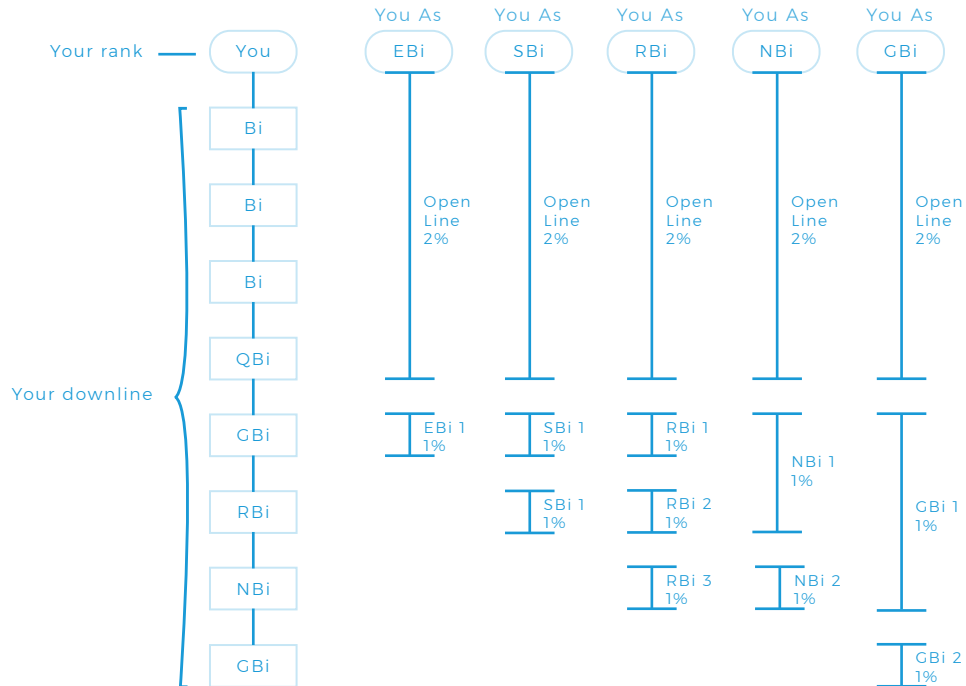 You As
You As
You As
You As
You As
Your rank
You
EBi
SBi
RBi
NBi
GBi
Bi
Bi
Open
Line
2%
Open
Line
2%
Open
Line
2%
Open
Line
2%
Open
Line
2%
Bi
QBi
Your downline
GBi
EBi 1
1%
SBi 1
1%
RBi 1
1%
NBi 1
1%
RBi
SBi 1
1%
RBi 2
1%
GBi 1
1%
NBi
RBi 3
1%
NBi 2
1%
GBi
GBi 2
1%